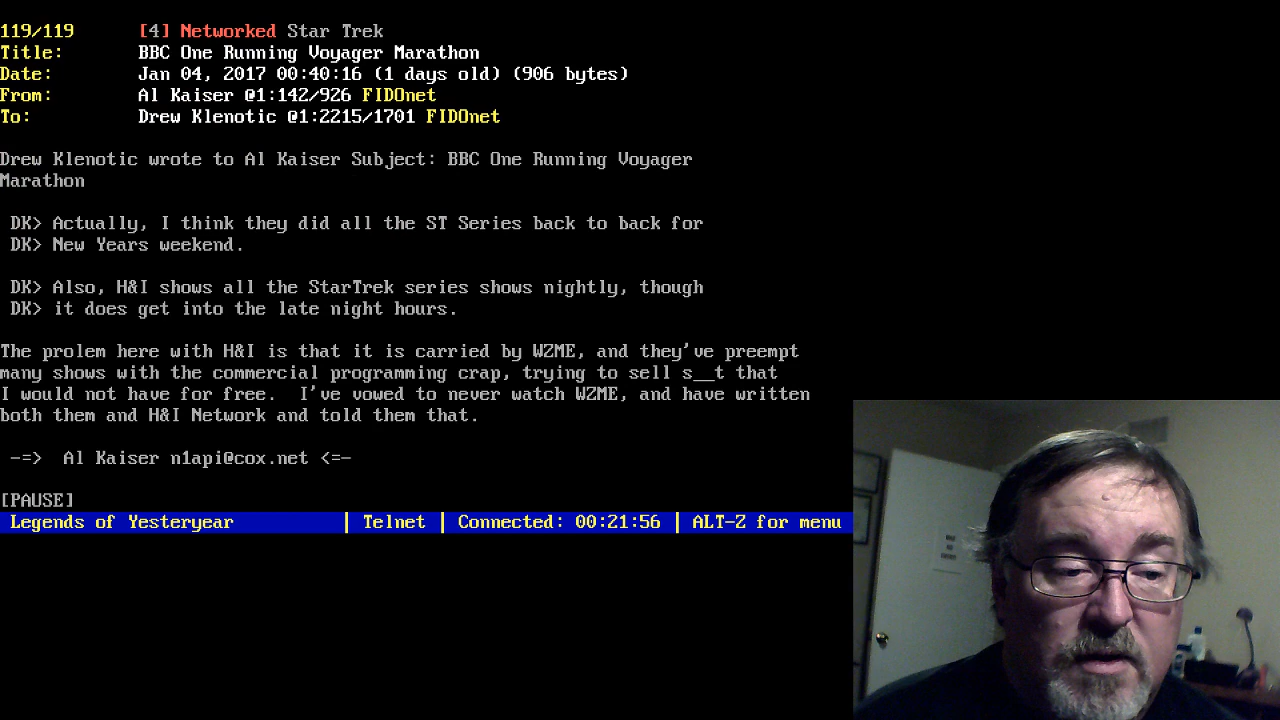 119/119 [4] Networked Star Trek
Title: BBC One Running Voyager Marathon
Date: Jan 04, 2017 00:40:16 (1 days old) (906 bytes)
From: Al Kaiser @1:142/926 FIDOnet
To: Drew Klenotic @1:2215/1701 FIDOnet
Drew Klenotic wrote to Al Kaiser Subject: BBC One Running Voyager
Marathon
DK> Actually, I think they did all the ST Series back to back for
DK> New Years weekend.
DK> Also, H&I shows all the StarTrek series shows nightly, though
DK> it does get into the late night hours.
The prolem here with H&I is that it is carried by WZME, and they've preempt
many shows with the commercial programming crap, trying to sell s__t that
I would not have for free.  I've vowed to never watch WZME, and have written
both them and H&I Network and told them that.
-=>  Al Kaiser n1api@cox.net <=-
[PAUSE]
Legends of Yesteryear | Telnet | Connected: 00:21:56 | ALT-Z for menu